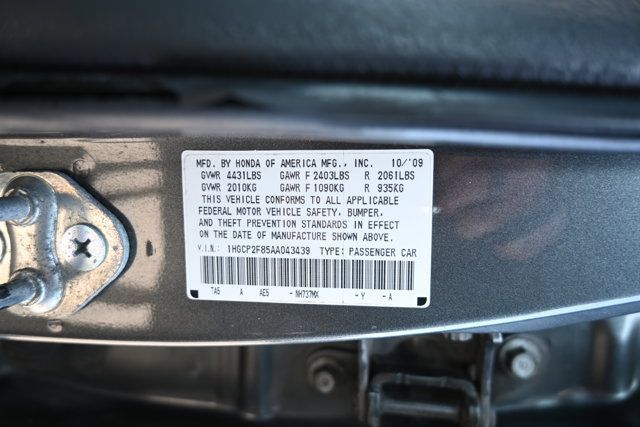 MFD. BY HONDA OF AMERICA MFG., INC. 10/'09
GVWR 4431LBS GAWR F 2403LBS R 2061LBS
GVWR 2010KG GAWR F 1090KG R 935KG
THIS VEHICLE CONFORMS TO ALL APPLICABLE
FEDERAL MOTOR VEHICLE SAFETY, BUMPER,
AND THEFT PREVENTION STANDARDS IN EFFECT
ON THE DATE OF MANUFACTURE SHOWN ABOVE.
V.I.N.: 1HGCP2F85AA043439 TYPE: PASSENGER CAR
TA5 A AE5 - NH737MX - Y - A